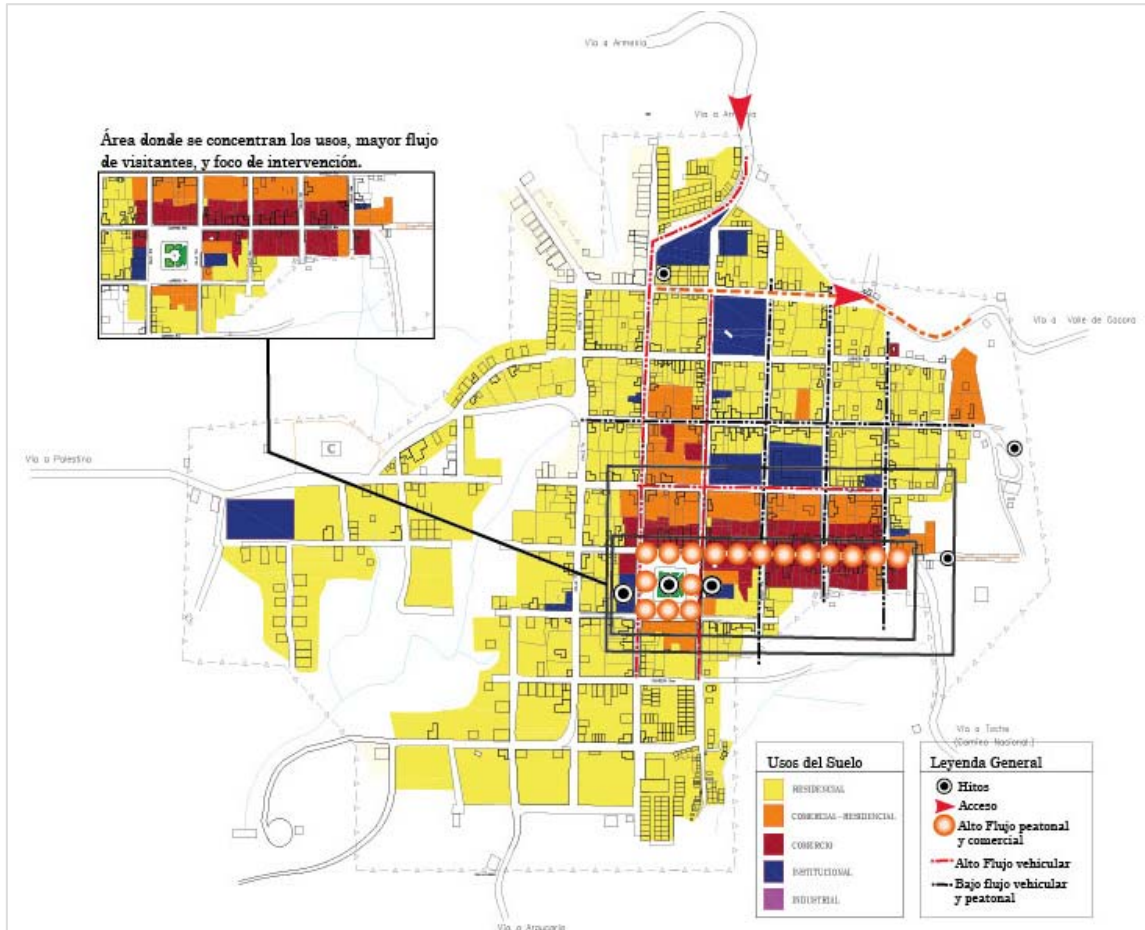 Vía a Armenia
Vía a
Área donde se concentran los usos, mayor flujo
de visitantes, y foco de intervención.
Vía a Valle de Cocora
C
Vía a Palestina
Vía a Toche
(Camino Nacional)
Usos del Suelo
RESIDENCIAL
COMERCIAL-RESIDENCIAL
COMERCIO
INSTITUCIONAL
INDUSTRIAL
Leyenda General
Hitos
Acceso
Alto Flujo peatonal
y comercial
Alto Flujo vehicular
Bajo flujo vehicular
y peatonal
Vía a